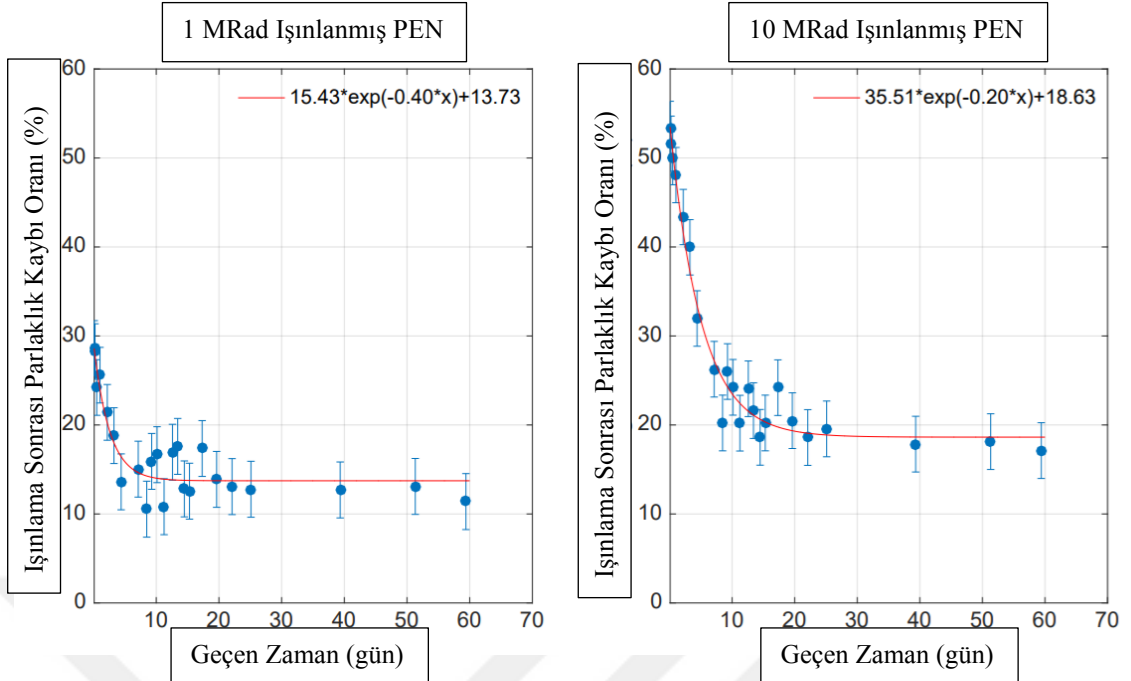 1 MRad Işınlanmış PEN
Işınlama Sonrası Parlaklık Kaybı Oranı (%)
60
50
40
30
20
10
0
15.43*exp(-0.40*x)+13.73
10 20 30 40 50 60 70
Geçen Zaman (gün)
10 MRad Işınlanmış PEN
Işınlama Sonrası Parlaklık Kaybı Oranı (%)
60
50
40
30
20
10
0
35.51*exp(-0.20*x)+18.63
10 20 30 40 50 60 70
Geçen Zaman (gün)